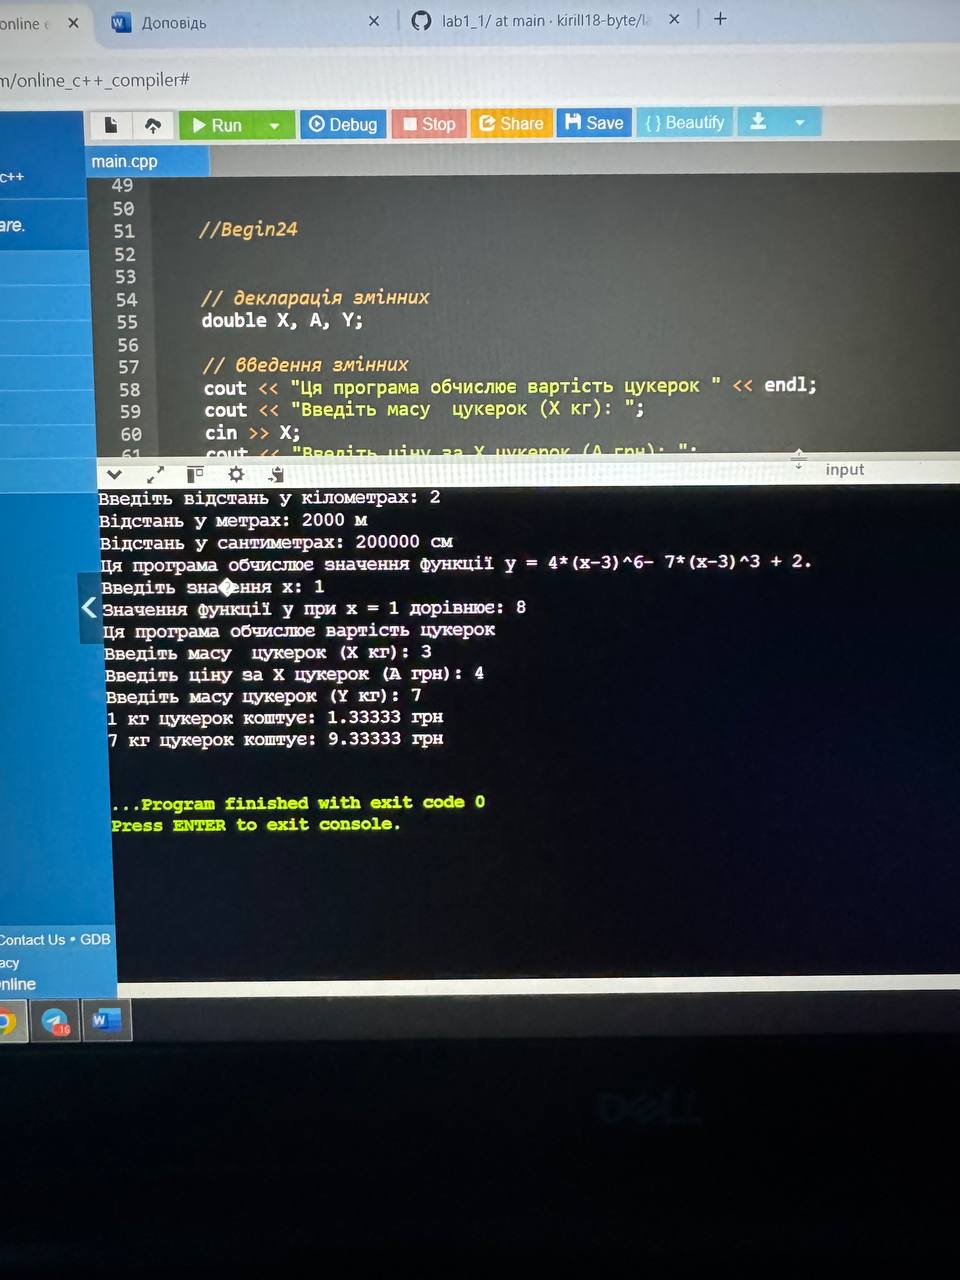 online
Доповідь
lab1_1/ at main · kirill18-byte/l
m/online_c++_compiler#
Run
Debug
Stop
Share
Save
{ } Beautify
main.cpp
c++
are.
49
50
51 //Begin24
52
53
54 // декларація змінних
55 double X, A, Y;
56
57 // введення змінних
58 cout << "Ця програма обчислює вартість цукерок " << endl;
59 cout << "Введіть масу  цукерок (X кг): ";
60 cin >> X;
61 cout << "Введіть ціну за X цукерок (A грн): ";
input
Введіть відстань у кілометрах: 2
Відстань у метрах: 2000 м
Відстань у сантиметрах: 200000 см
Ця програма обчислює значення функції y = 4*(x-3)^6- 7*(x-3)^3 + 2.
Введіть зна�ення x: 1
Значення функції y при x = 1 дорівнює: 8
Ця програма обчислює вартість цукерок
Введіть масу  цукерок (X кг): 3
Введіть ціну за X цукерок (A грн): 4
Введіть масу цукерок (Y кг): 7
1 кг цукерок коштує: 1.33333 грн
7 кг цукерок коштує: 9.33333 грн
...Program finished with exit code 0
Press ENTER to exit console.
Contact Us • GDB
acy
nline
16
DELL